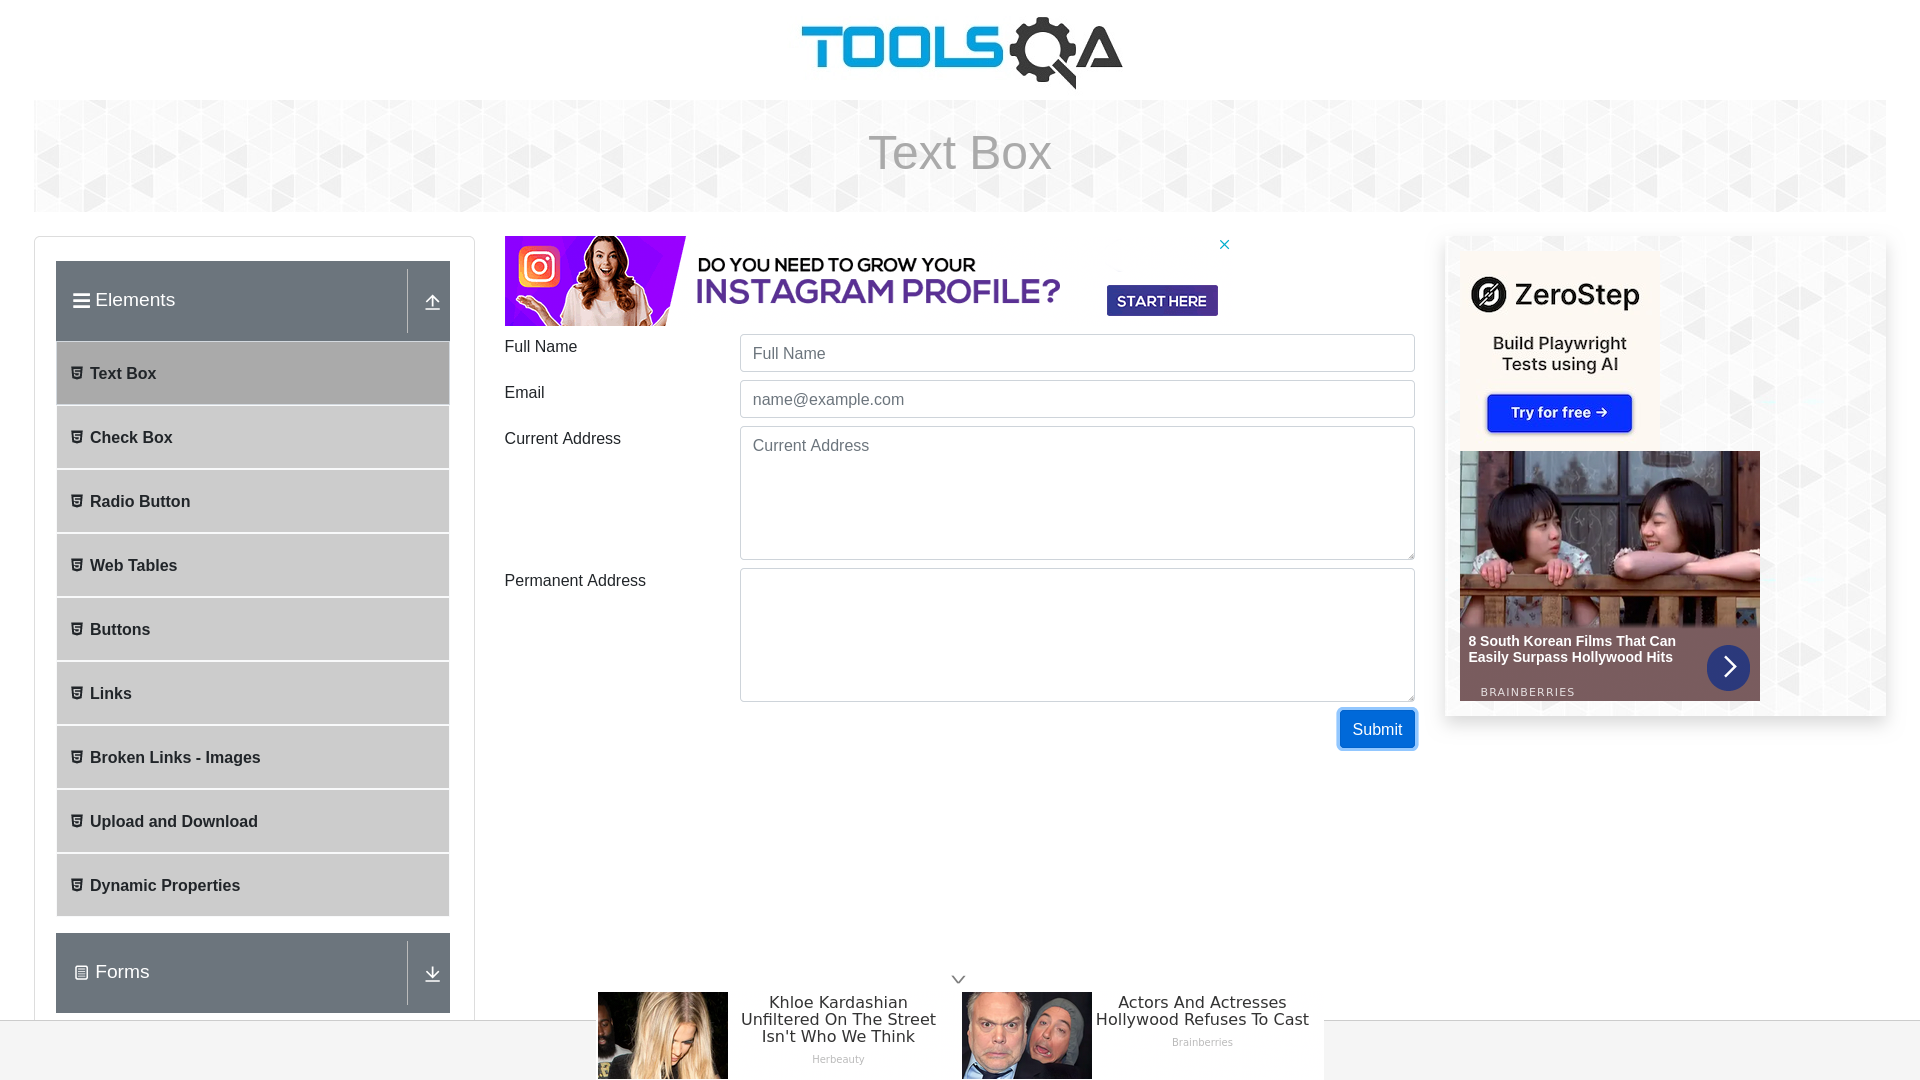 TOOLSQA
Text Box
Elements
Text Box
Check Box
Radio Button
Web Tables
Buttons
Links
Broken Links - Images
Upload and Download
Dynamic Properties
Forms
DO YOU NEED TO GROW YOUR
INSTAGRAM PROFILE?
START HERE
Full Name
Full Name
Email
name@example.com
Current Address
Current Address
Permanent Address
Submit
ZeroStep
Build Playwright
Tests using AI
Try for free →
8 South Korean Films That Can
Easily Surpass Hollywood Hits
BRAINBERRIES
Khloe Kardashian
Unfiltered On The Street
Isn't Who We Think
Herbeauty
Actors And Actresses
Hollywood Refuses To Cast
Brainberries